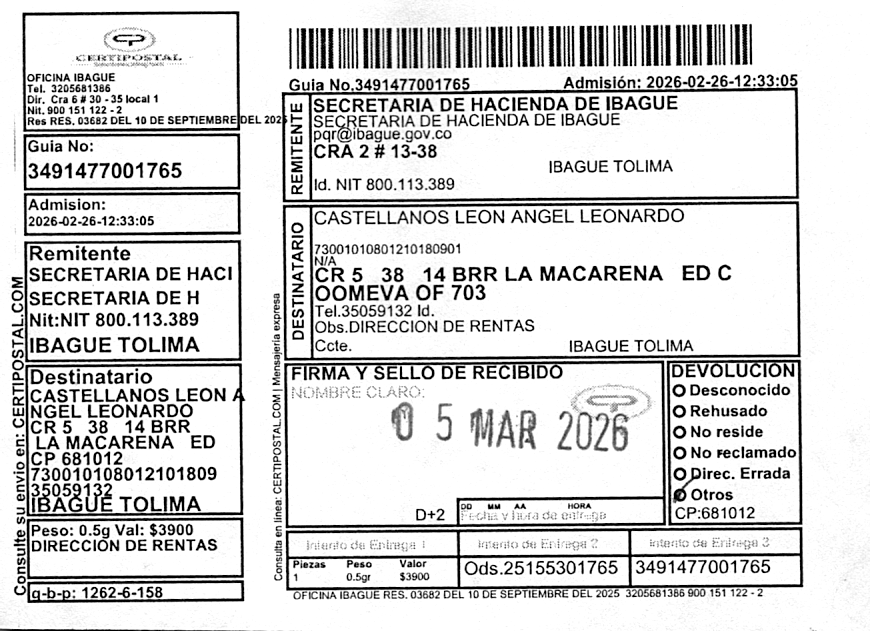 CERTIPOSTAL
OFICINA IBAGUE
Tel. 3205681386
Dir. Cra 6 # 30 - 35 local 1
Nit. 900 151 122 - 2
Res RES. 03682 DEL 10 DE SEPTIEMBRE DEL 2025
Guia No:
3491477001765
Admision:
2026-02-26-12:33:05
Remitente
SECRETARIA DE HACI
SECRETARIA DE H
Nit:NIT 800.113.389
IBAGUE TOLIMA
Destinatario
CASTELLANOS LEON A
NGEL LEONARDO
CR 5 38 14 BRR
LA MACARENA ED
CP 681012
730010108012101809
35059132
IBAGUE TOLIMA
Peso: 0.5g Val: $3900
DIRECCIÓN DE RENTAS
q-b-p: 1262-6-158
Consulte su envio en: CERTIPOSTAL.COM
Guia No.3491477001765
Admisión: 2026-02-26-12:33:05
REMITENTE
SECRETARIA DE HACIENDA DE IBAGUE
SECRETARIA DE HACIENDA DE IBAGUE
pqr@ibague.gov.co
CRA 2 # 13-38
IBAGUE TOLIMA
Id. NIT 800.113.389
DESTINATARIO
CASTELLANOS LEON ANGEL LEONARDO
73001010801210180901
N/A
CR 5 38 14 BRR LA MACARENA ED C
OOMEVA OF 703
Tel.35059132 Id.
Obs.DIRECCION DE RENTAS
Ccte.
IBAGUE TOLIMA
Consulta en linea: CERTIPOSTAL.COM | Mensajería expresa
FIRMA Y SELLO DE RECIBIDO
NOMBRE CLARO:
05 MAR 2026
D+2
DD MM AA HORA
Fecha y hora de entrega
DEVOLUCION
Desconocido
Rehusado
No reside
No reclamado
Direc. Errada
Otros
CP:681012
Intento de Entrega 1
Intento de Entrega 2
Intento de Entrega 3
Piezas Peso Valor
1 0.5gr $3900
Ods.25155301765
3491477001765
OFICINA IBAGUE RES. 03682 DEL 10 DE SEPTIEMBRE DEL 2025 3205681386 900 151 122 - 2